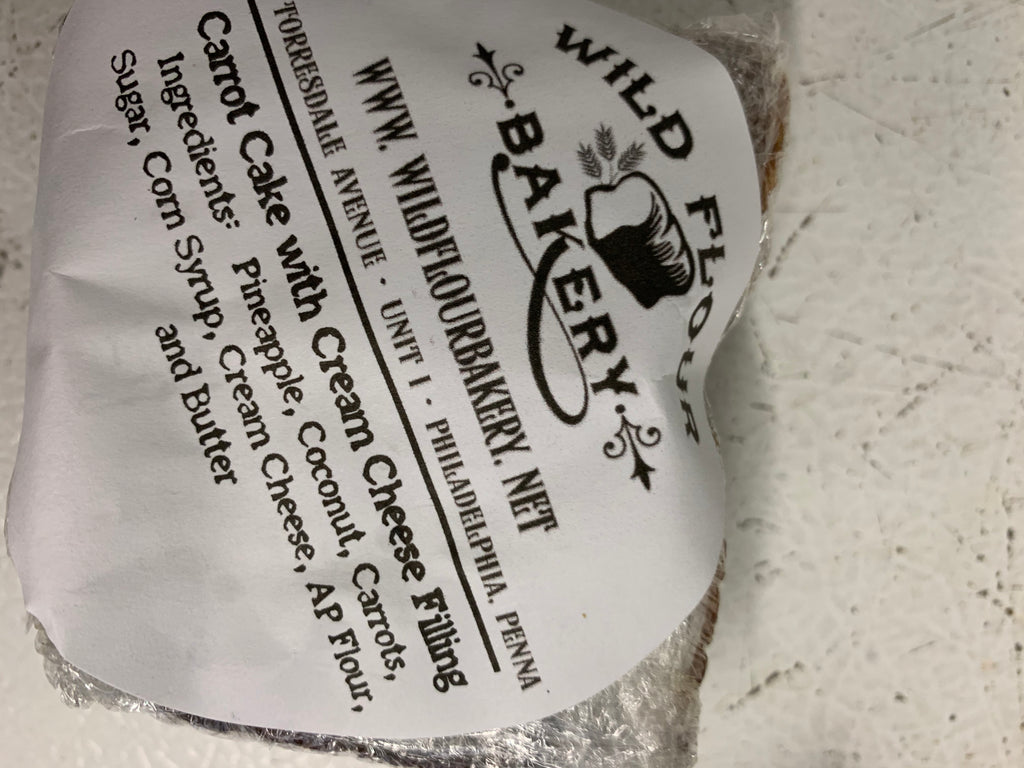 WILD FLOUR
BAKERY
WWW. WILDFLOURBAKERY. NET
TORRESDALE AVENUE · UNIT 1 · PHILADELPHIA, PENNA
Carrot Cake with Cream Cheese Filling
Ingredients: Pineapple, Coconut, Carrots,
Sugar, Corn Syrup, Cream Cheese, AP Flour,
and Butter